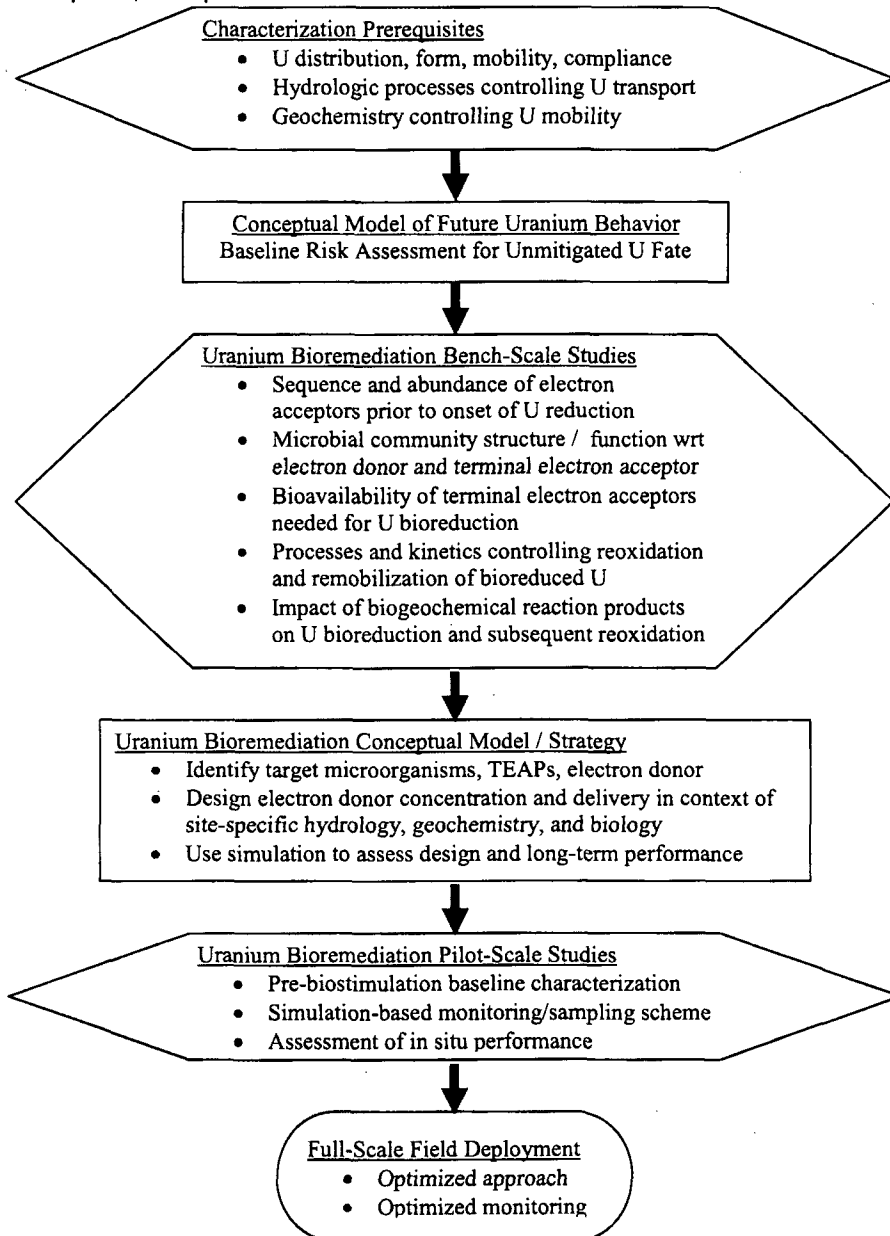 Characterization Prerequisites
• U distribution, form, mobility, compliance
• Hydrologic processes controlling U transport
• Geochemistry controlling U mobility
Conceptual Model of Future Uranium Behavior
Baseline Risk Assessment for Unmitigated U Fate
Uranium Bioremediation Bench-Scale Studies
• Sequence and abundance of electron
acceptors prior to onset of U reduction
• Microbial community structure / function wrt
electron donor and terminal electron acceptor
• Bioavailability of terminal electron acceptors
needed for U bioreduction
• Processes and kinetics controlling reoxidation
and remobilization of bioreduced U
• Impact of biogeochemical reaction products
on U bioreduction and subsequent reoxidation
Uranium Bioremediation Conceptual Model / Strategy
• Identify target microorganisms, TEAPs, electron donor
• Design electron donor concentration and delivery in context of
site-specific hydrology, geochemistry, and biology
• Use simulation to assess design and long-term performance
Uranium Bioremediation Pilot-Scale Studies
• Pre-biostimulation baseline characterization
• Simulation-based monitoring/sampling scheme
• Assessment of in situ performance
Full-Scale Field Deployment
• Optimized approach
• Optimized monitoring